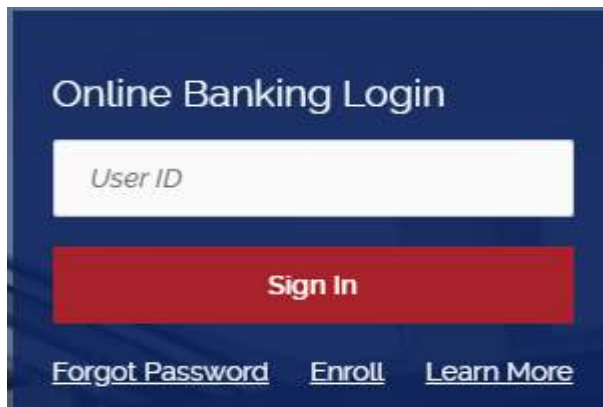 Online Banking Login
User ID
Sign In
Forgot Password Enroll Learn More